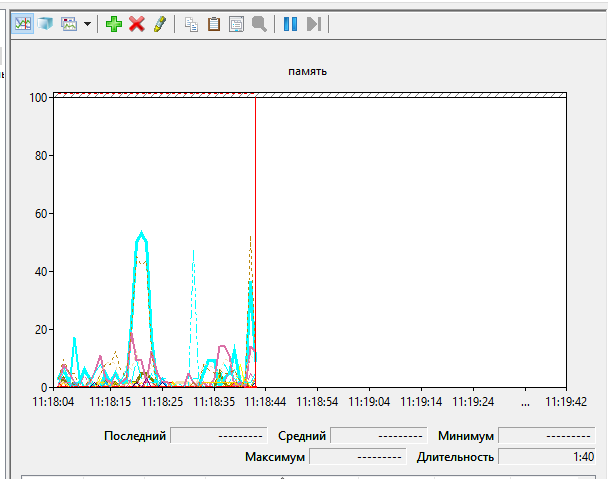 память
100
80
60
40
20
0
11:18:04 11:18:15 11:18:25 11:18:35 11:18:44 11:18:54 11:19:04 11:19:14 11:19:24 ... 11:19:42
Последний --------- Средний --------- Минимум ---------
Максимум --------- Длительность 1:40